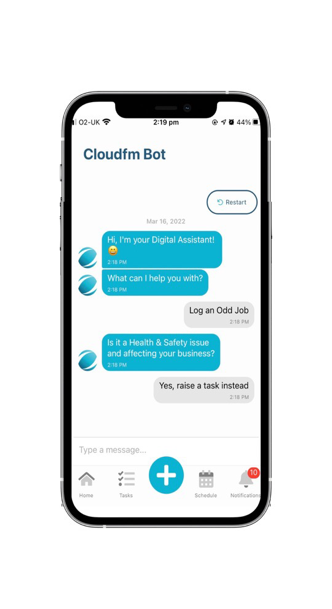 O2-UK
2:19 pm
44%
Cloudfm Bot
Restart
Mar 16, 2022
Hi, I'm your Digital Assistant!
😀
2:18 PM
What can I help you with?
2:18 PM
Log an Odd Job
2:18 PM
Is it a Health & Safety issue
and affecting your business?
2:18 PM
Yes, raise a task instead
2:18 PM
Type a message...
10
Home
Tasks
Schedule
Notifications